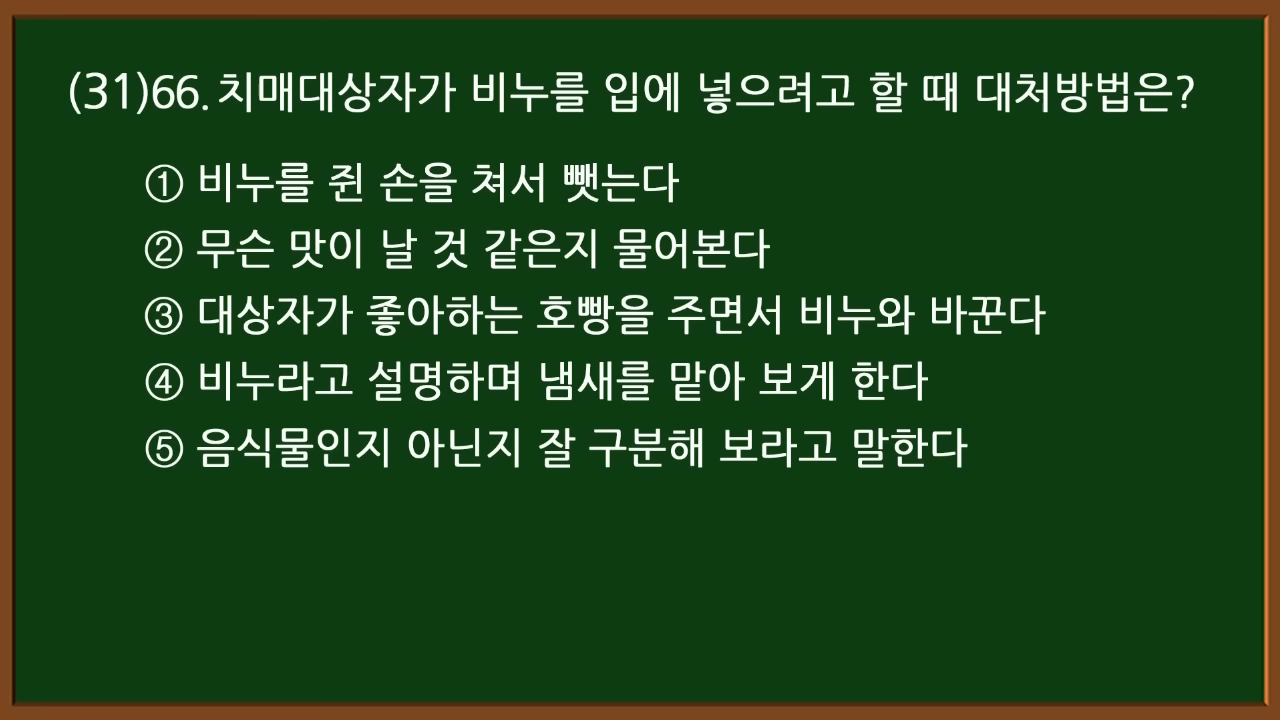 (31)66. 치매대상자가 비누를 입에 넣으려고 할 때 대처방법은?
① 비누를 쥔 손을 쳐서 뺏는다
② 무슨 맛이 날 것 같은지 물어본다
③ 대상자가 좋아하는 호빵을 주면서 비누와 바꾼다
④ 비누라고 설명하며 냄새를 맡아 보게 한다
⑤ 음식물인지 아닌지 잘 구분해 보라고 말한다